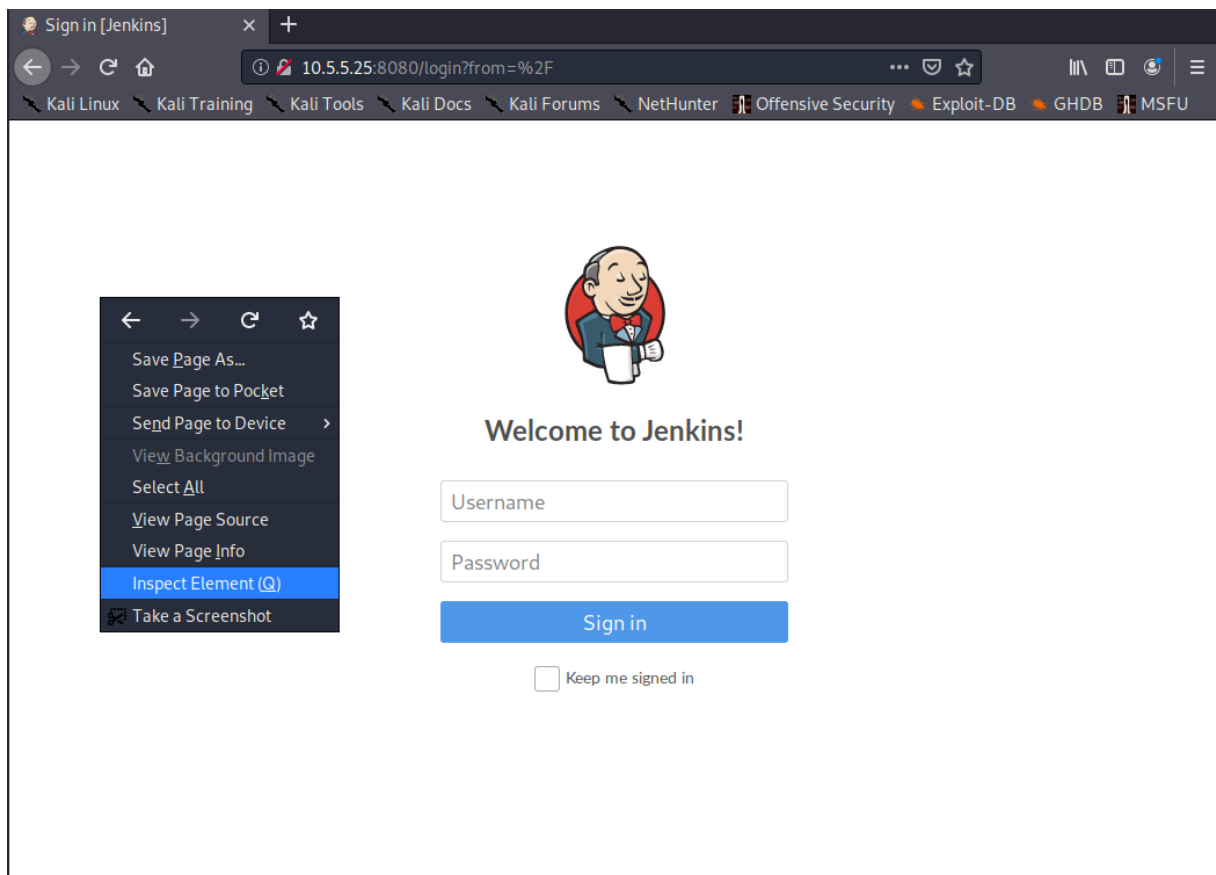 Sign in [Jenkins]
10.5.5.25:8080/login?from=%2F
Kali Linux Kali Training Kali Tools Kali Docs Kali Forums NetHunter Offensive Security Exploit-DB GHDB MSFU
Save Page As...
Save Page to Pocket
Send Page to Device
View Background Image
Select All
View Page Source
View Page Info
Inspect Element (Q)
Take a Screenshot
Welcome to Jenkins!
Username
Password
Sign in
Keep me signed in